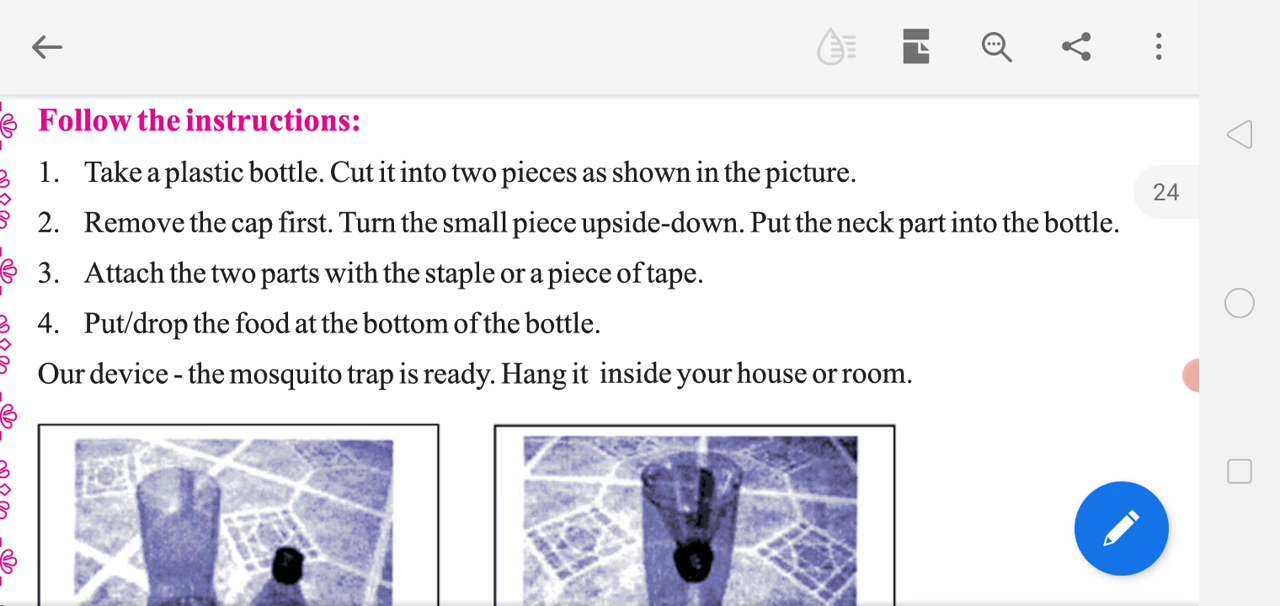 Follow the instructions:
24
1. Take a plastic bottle. Cut it into two pieces as shown in the picture.
2. Remove the cap first. Turn the small piece upside-down. Put the neck part into the bottle.
3. Attach the two parts with the staple or a piece of tape.
4. Put/drop the food at the bottom of the bottle.
Our device - the mosquito trap is ready. Hang it inside your house or room.